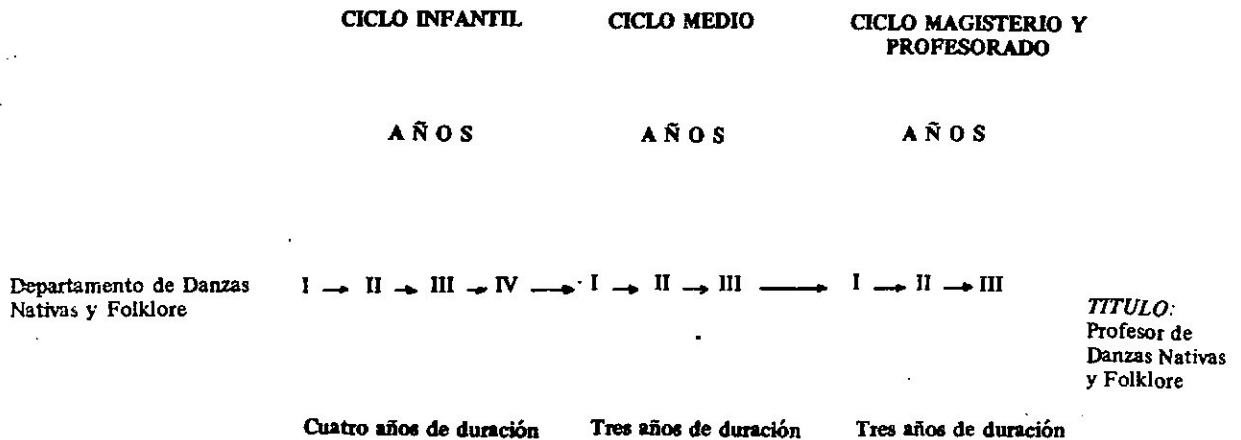 CICLO INFANTIL CICLO MEDIO CICLO MAGISTERIO Y
PROFESORADO
AÑOS AÑOS AÑOS
Departamento de Danzas I → II → III → IV → I → II → III → I → II → III
Nativas y Folklore
TITULO:
Profesor de
Danzas Nativas
y Folklore
Cuatro años de duración Tres años de duración Tres años de duración